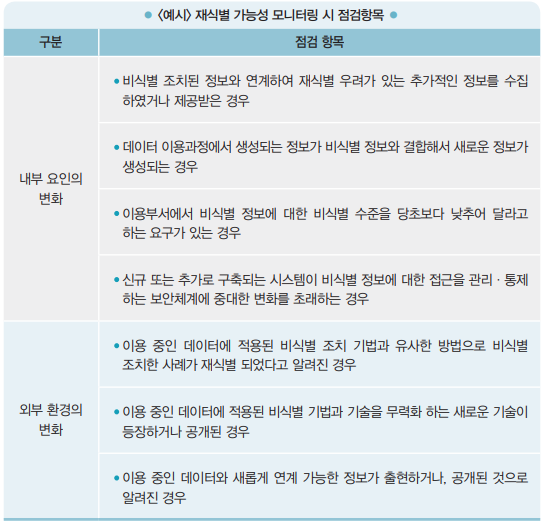 ● 〈예시〉 재식별 가능성 모니터링 시 점검항목 ●
구분
점검 항목
내부 요인의
변화
● 비식별 조치된 정보와 연계하여 재식별 우려가 있는 추가적인 정보를 수집
하였거나 제공받은 경우
● 데이터 이용과정에서 생성되는 정보가 비식별 정보와 결합해서 새로운 정보가
생성되는 경우
● 이용부서에서 비식별 정보에 대한 비식별 수준을 당초보다 낮추어 달라고
하는 요구가 있는 경우
● 신규 또는 추가로 구축되는 시스템이 비식별 정보에 대한 접근을 관리·통제
하는 보안체계에 중대한 변화를 초래하는 경우
외부 환경의
변화
● 이용 중인 데이터에 적용된 비식별 조치 기법과 유사한 방법으로 비식별
조치한 사례가 재식별 되었다고 알려진 경우
● 이용 중인 데이터에 적용된 비식별 기법과 기술을 무력화 하는 새로운 기술이
등장하거나 공개된 경우
● 이용 중인 데이터와 새롭게 연계 가능한 정보가 출현하거나, 공개된 것으로
알려진 경우